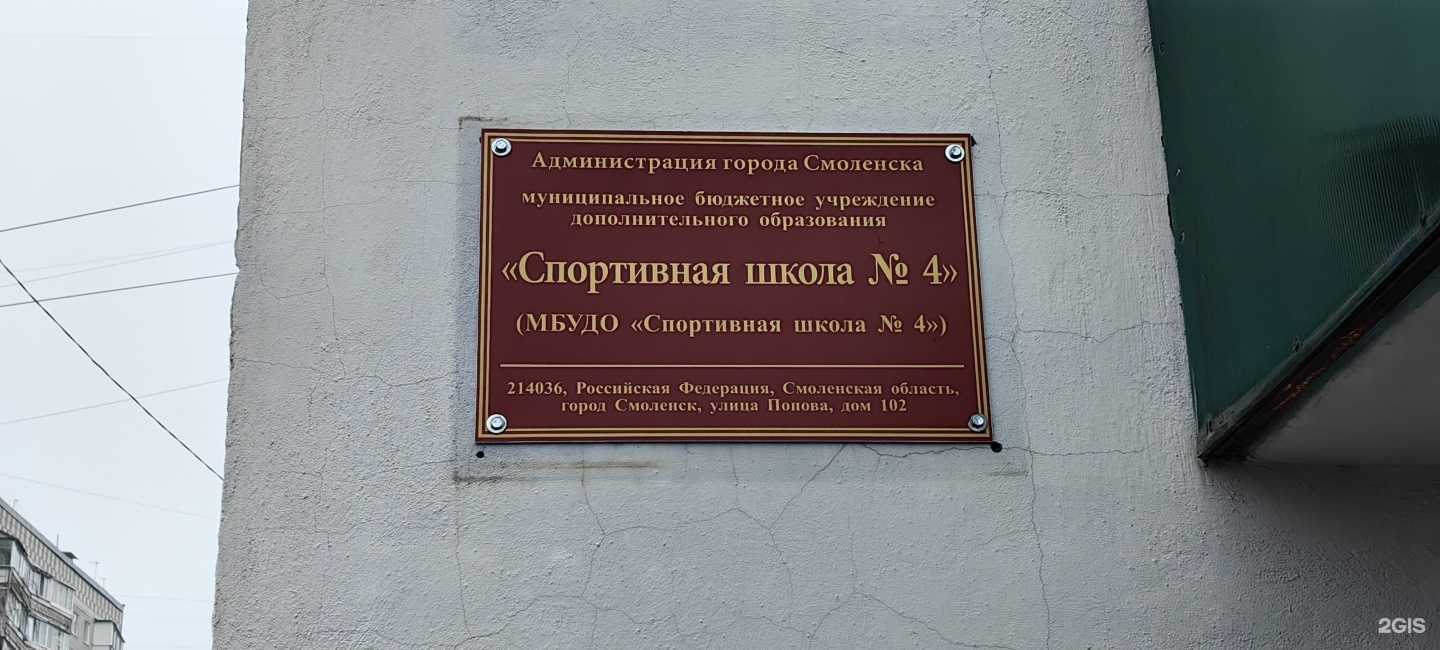 Администрация города Смоленска
муниципальное бюджетное учреждение
дополнительного образования
«Спортивная школа № 4»
(МБУДО «Спортивная школа № 4»)
214036, Российская Федерация, Смоленская область,
город Смоленск, улица Попова, дом 102
2GIS